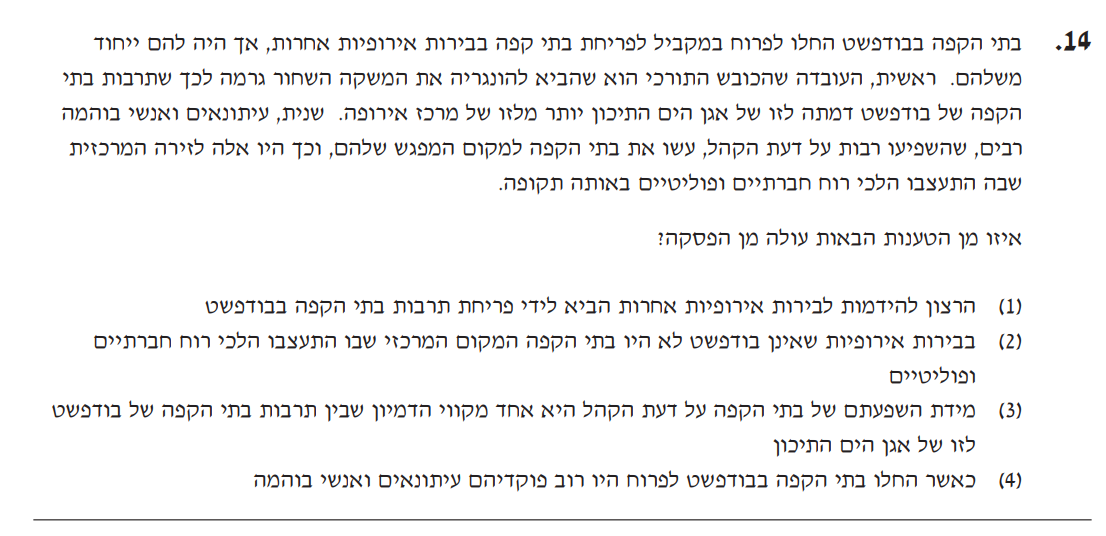 14. בתי הקפה בבודפשט החלו לפרוח במקביל לפריחת בתי קפה בבירות אירופיות אחרות, אך היה להם ייחוד
משלהם. ראשית, העובדה שהכובש התורכי הוא שהביא להונגריה את המשקה השחור גרמה לכך שתרבות בתי
הקפה של בודפשט דמתה לזו של אגן הים התיכון יותר מלזו של מרכז אירופה. שנית, עיתונאים ואנשי בוהמה
רבים, שהשפיעו רבות על דעת הקהל, עשו את בתי הקפה למקום המפגש שלהם, וכך היו אלה לזירה המרכזית
שבה התעצבו הלכי רוח חברתיים ופוליטיים באותה תקופה.
איזו מן הטענות הבאות עולה מן הפסקה?
(1) הרצון להידמות לבירות אירופיות אחרות הביא לידי פריחת תרבות בתי הקפה בבודפשט
(2) בבירות אירופיות שאינן בודפשט לא היו בתי הקפה המקום המרכזי שבו התעצבו הלכי רוח חברתיים
ופוליטיים
(3) מידת השפעתם של בתי הקפה על דעת הקהל היא אחד מקווי הדמיון שבין תרבות בתי הקפה של בודפשט
לזו של אגן הים התיכון
(4) כאשר החלו בתי הקפה בבודפשט לפרוח היו רוב פוקדיהם עיתונאים ואנשי בוהמה